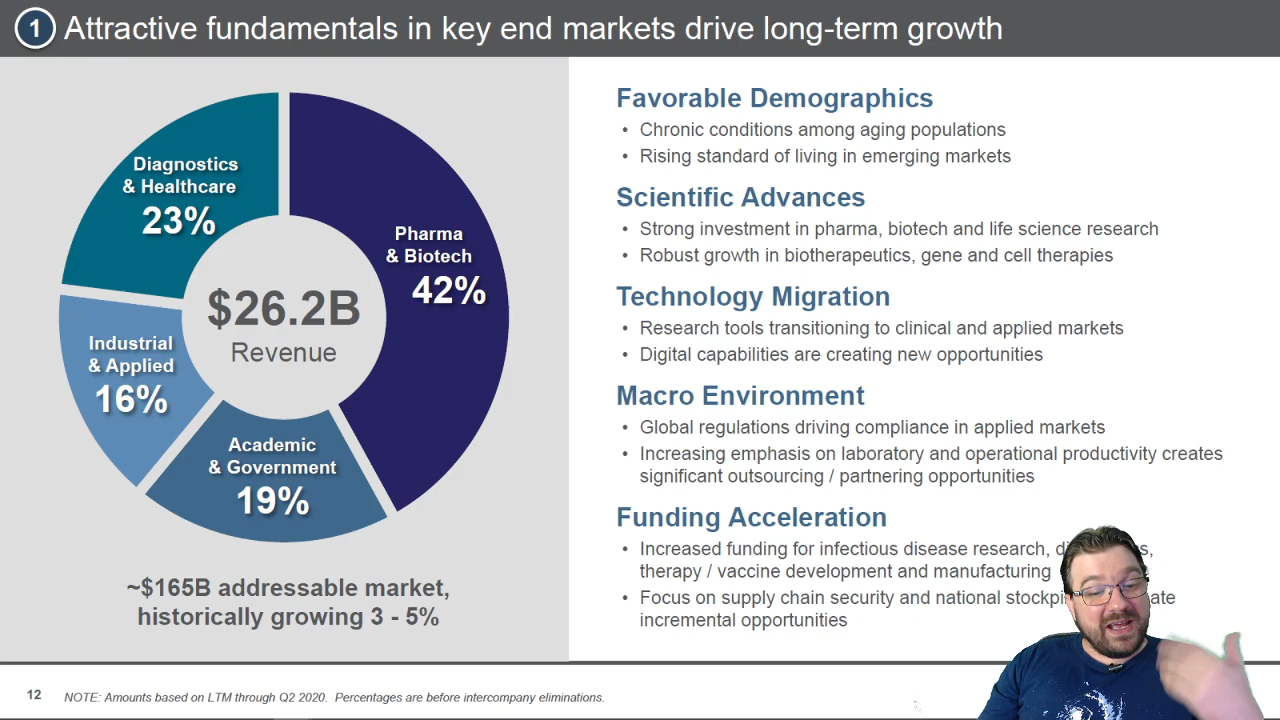 1 Attractive fundamentals in key end markets drive long-term growth
Diagnostics
& Healthcare
23%
Pharma
& Biotech
42%
$26.2B
Revenue
Industrial
& Applied
16%
Academic
& Government
19%
~$165B addressable market,
historically growing 3 - 5%
Favorable Demographics
• Chronic conditions among aging populations
• Rising standard of living in emerging markets
Scientific Advances
• Strong investment in pharma, biotech and life science research
• Robust growth in biotherapeutics, gene and cell therapies
Technology Migration
• Research tools transitioning to clinical and applied markets
• Digital capabilities are creating new opportunities
Macro Environment
• Global regulations driving compliance in applied markets
• Increasing emphasis on laboratory and operational productivity creates
significant outsourcing / partnering opportunities
Funding Acceleration
• Increased funding for infectious disease research,
therapy / vaccine development and manufacturing
• Focus on supply chain security and national
incremental opportunities
12 NOTE: Amounts based on LTM through Q2 2020. Percentages are before intercompany eliminations.